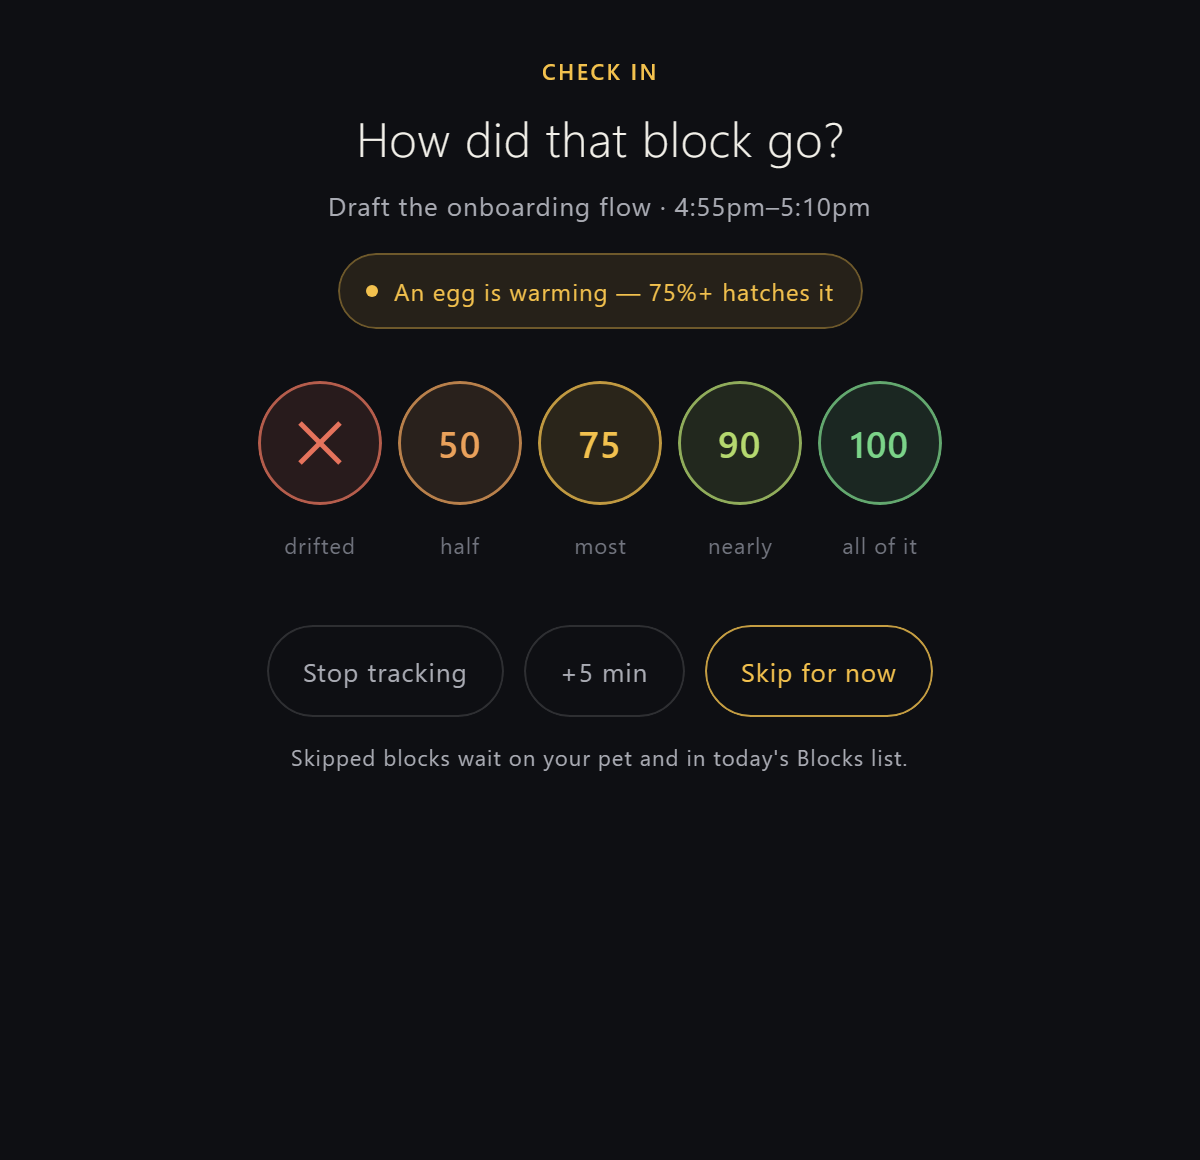 CHECK IN
How did that block go?
Draft the onboarding flow · 4:55pm–5:10pm
An egg is warming — 75%+ hatches it
50 75 90 100
drifted half most nearly all of it
Stop tracking +5 min Skip for now
Skipped blocks wait on your pet and in today's Blocks list.